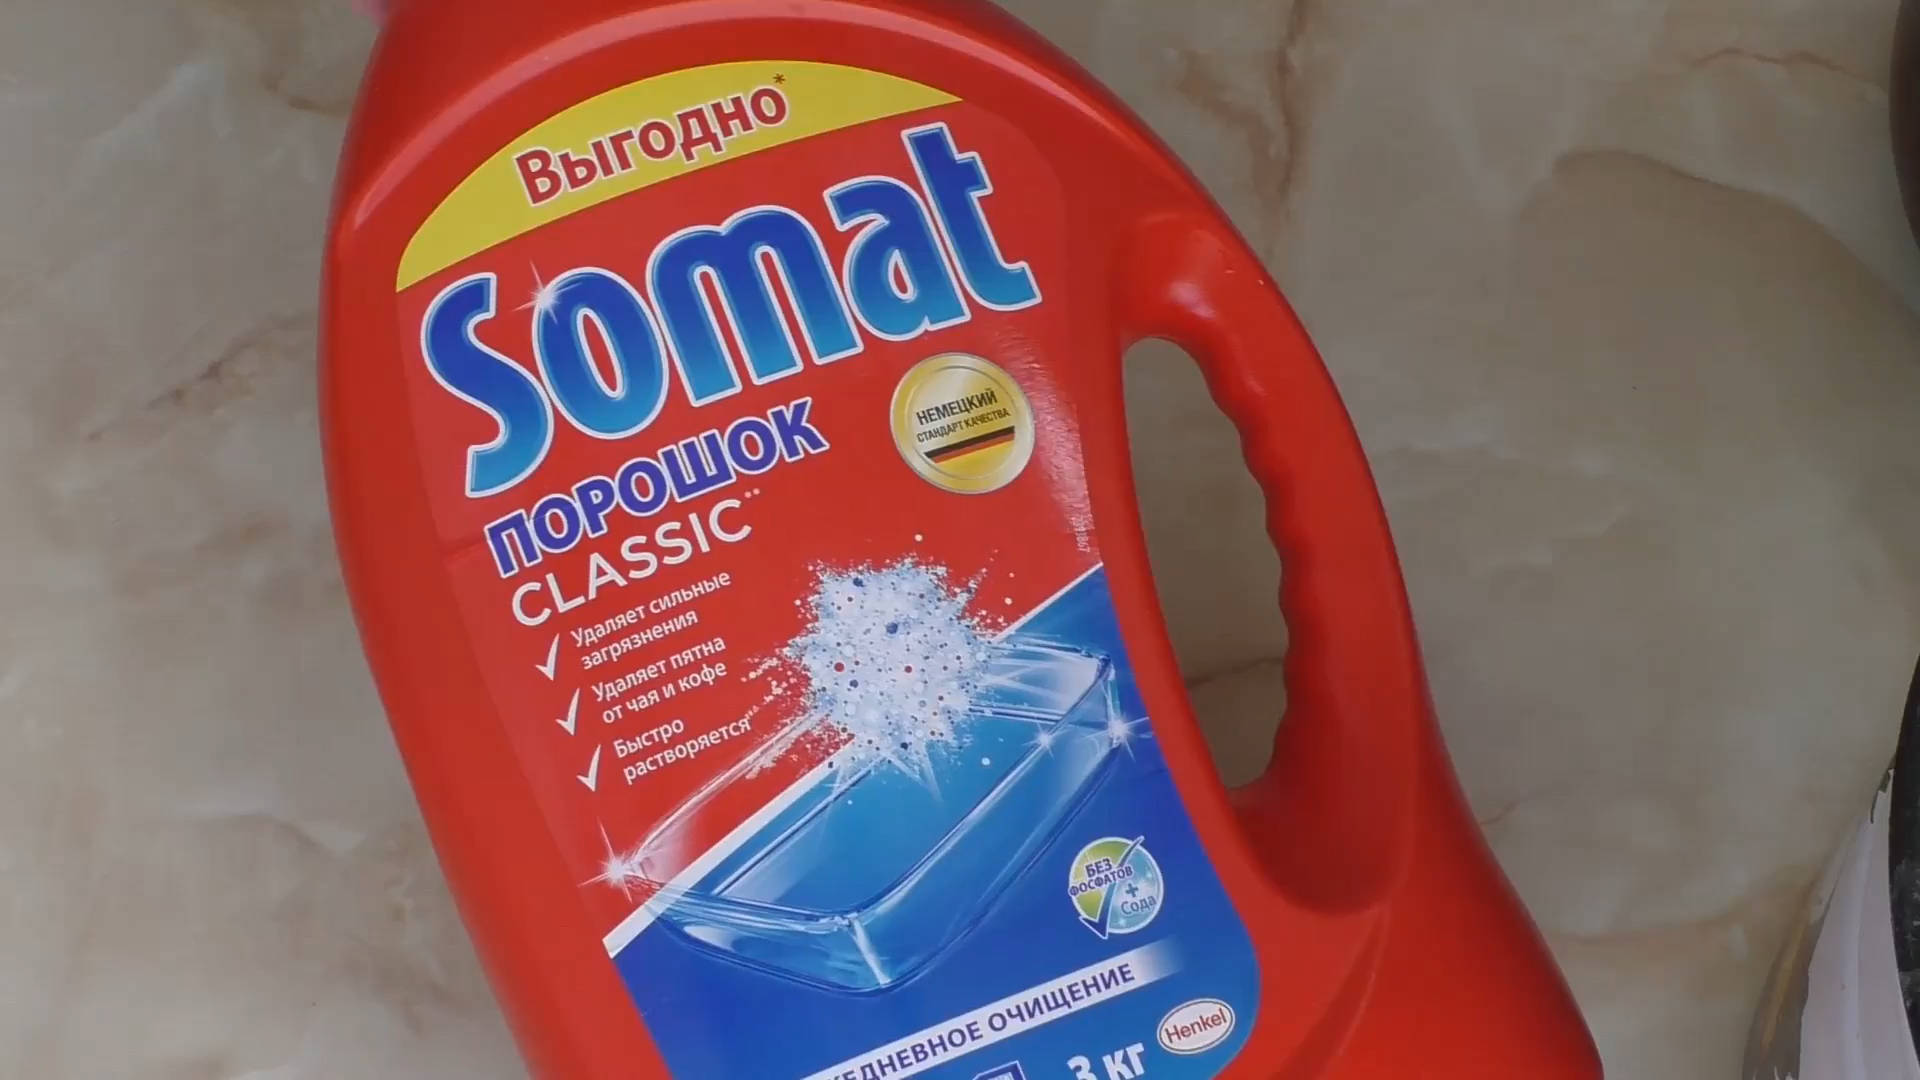 Выгодно*
Somat
ПОРОШОК
CLASSIC**
НЕМЕЦКИЙ
СТАНДАРТ КАЧЕСТВА
Удаляет сильные
загрязнения
Удаляет пятна
от чая и кофе
Быстро
растворяется**
БЕЗ
ФОСФАТОВ
+
Сода
ОЧИЩЕНИЕ
Henkel
3 кг